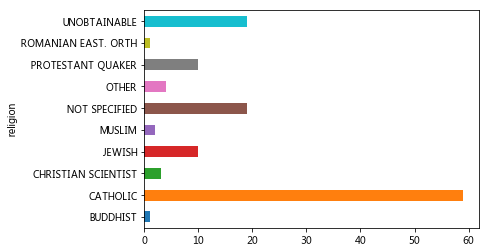 UNOBTAINABLE
ROMANIAN EAST. ORTH
PROTESTANT QUAKER
OTHER
NOT SPECIFIED
MUSLIM
JEWISH
CHRISTIAN SCIENTIST
CATHOLIC
BUDDHIST
religion
0 10 20 30 40 50 60